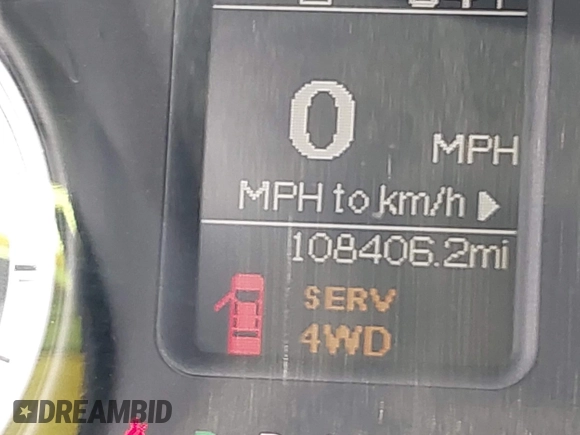 0
MPH
MPH to km/h
108406.2mi
SERV
4WD
DREAMBID